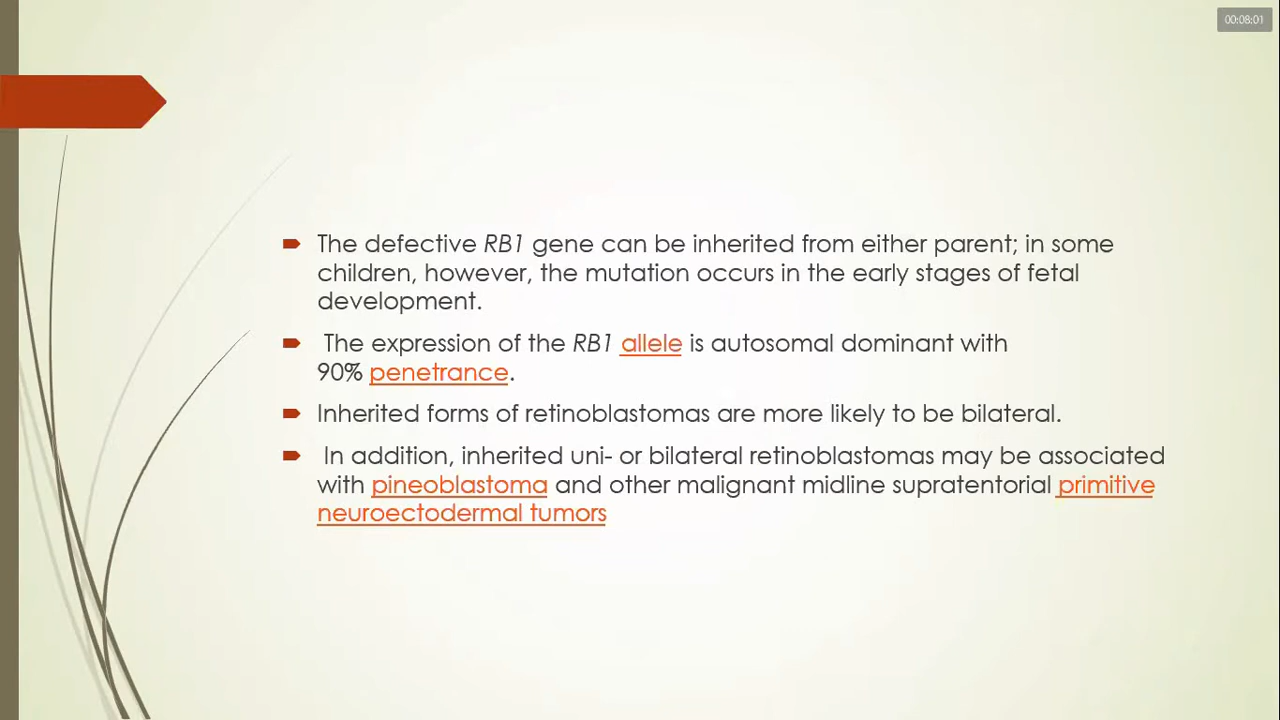 00:08:01
The defective RB1 gene can be inherited from either parent; in some
children, however, the mutation occurs in the early stages of fetal
development.
The expression of the RB1 allele is autosomal dominant with
90% penetrance.
Inherited forms of retinoblastomas are more likely to be bilateral.
In addition, inherited uni- or bilateral retinoblastomas may be associated
with pineoblastoma and other malignant midline supratentorial primitive
neuroectodermal tumors